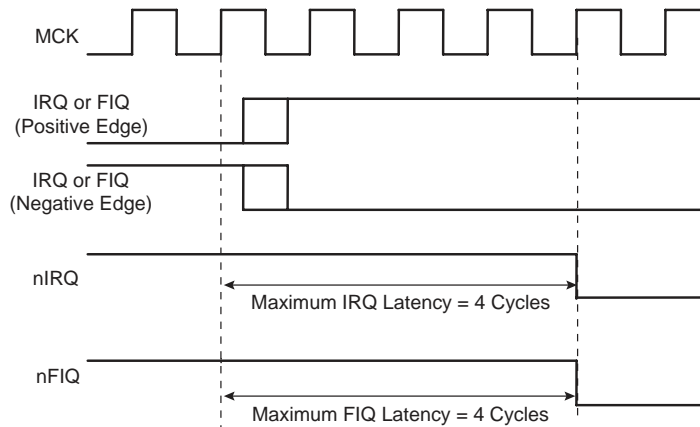 MCK
IRQ or FIQ
(Positive Edge)
IRQ or FIQ
(Negative Edge)
nIRQ
Maximum IRQ Latency = 4 Cycles
nFIQ
Maximum FIQ Latency = 4 Cycles